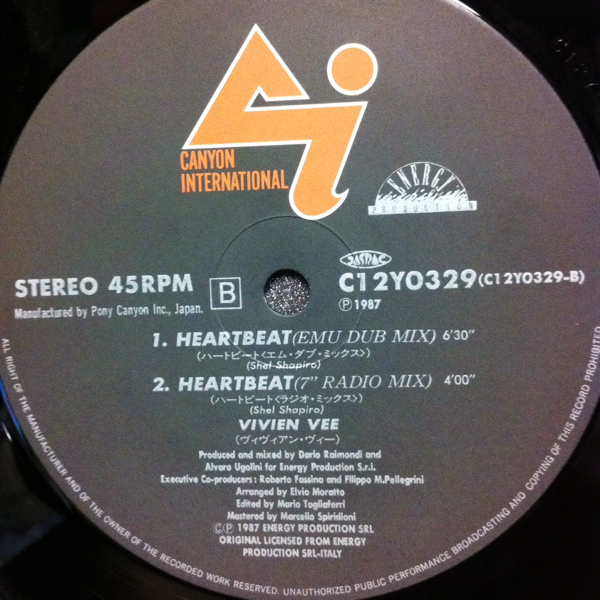 CANYON
INTERNATIONAL
ENERGY
PRODUCTION
JASRAC
STEREO 45RPM
B
C12Y0329(C12Y0329-B)
Manufactured by Pony Canyon Inc., Japan.
Ⓟ1987
1. HEARTBEAT(EMU DUB MIX) 6'30"
(ハートビート〈エム・ダブ・ミックス〉)
(Shel Shapiro)
2. HEARTBEAT(7" RADIO MIX) 4'00"
(ハートビート〈ラジオ・ミックス〉)
(Shel Shapiro)
VIVIEN VEE
(ヴィヴィアン・ヴィー)
Produced and mixed by Dario Raimondi and
Alvaro Ugolini for Energy Production S.r.l.
Executive Co-producers: Roberto Fassina and Filippo M.Pellegrini
Arranged by Elvio Moratto
Edited by Mario Tagliaferri
Mastered by Marcello Spiridioni
©Ⓟ 1987 ENERGY PRODUCTION SRL
ORIGINAL LICENSED FROM ENERGY
PRODUCTION SRL-ITALY
ALL RIGHT OF THE MANUFACTURER AND OF THE OWNER OF THE RECORDED WORK RESERVED. UNAUTHORIZED PUBLIC PERFORMANCE BROADCASTING AND COPYING OF THIS RECORD PROHIBITED